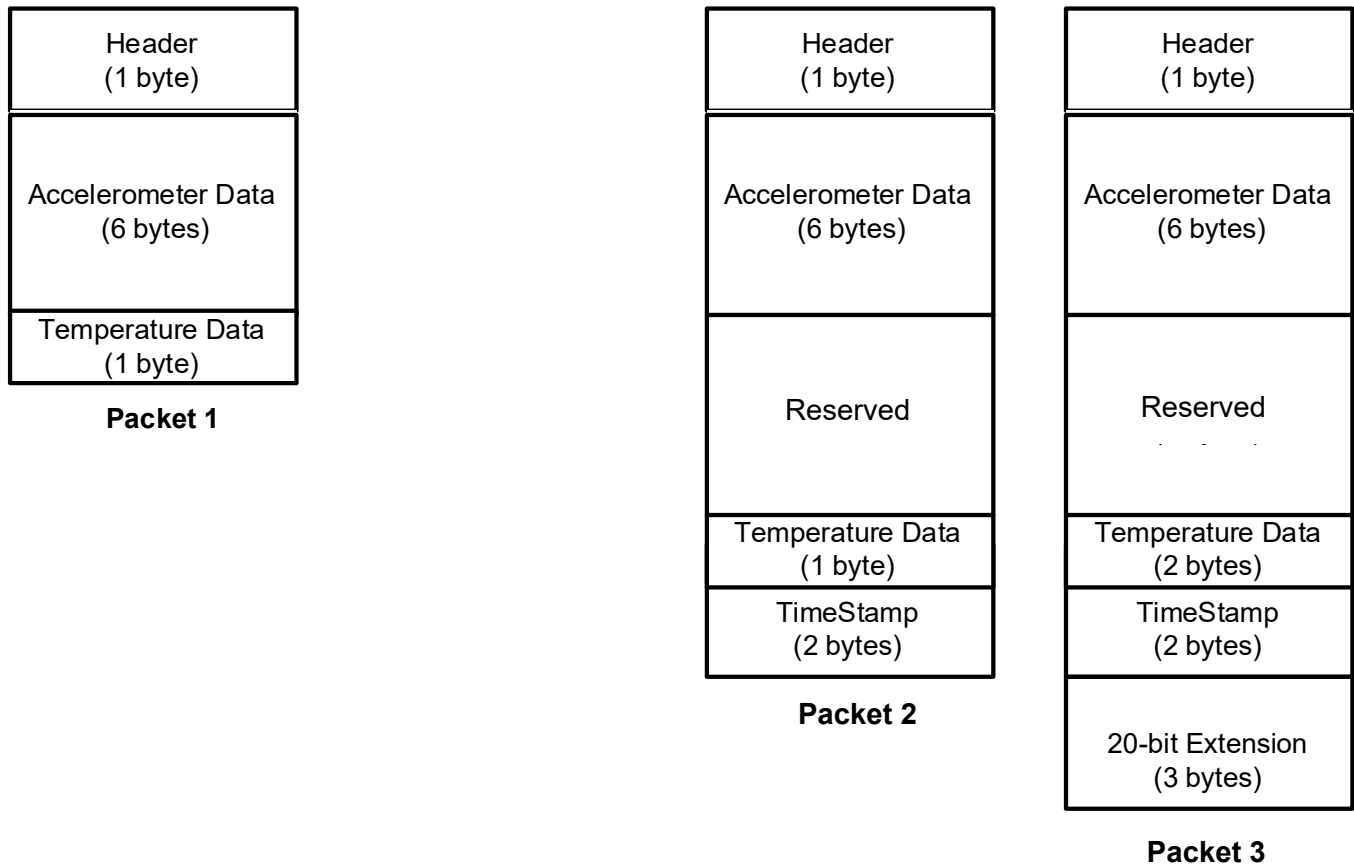 Header
(1 byte)
Accelerometer Data
(6 bytes)
Temperature Data
(1 byte)
Packet 1
Header
(1 byte)
Accelerometer Data
(6 bytes)
Reserved
Temperature Data
(1 byte)
TimeStamp
(2 bytes)
Packet 2
Header
(1 byte)
Accelerometer Data
(6 bytes)
Reserved
Temperature Data
(2 bytes)
TimeStamp
(2 bytes)
20-bit Extension
(3 bytes)
Packet 3